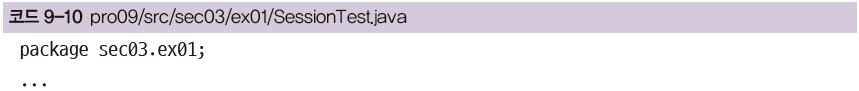 코드 9-10 pro09/src/sec03/ex01/SessionTest.java
package sec03.ex01;
...